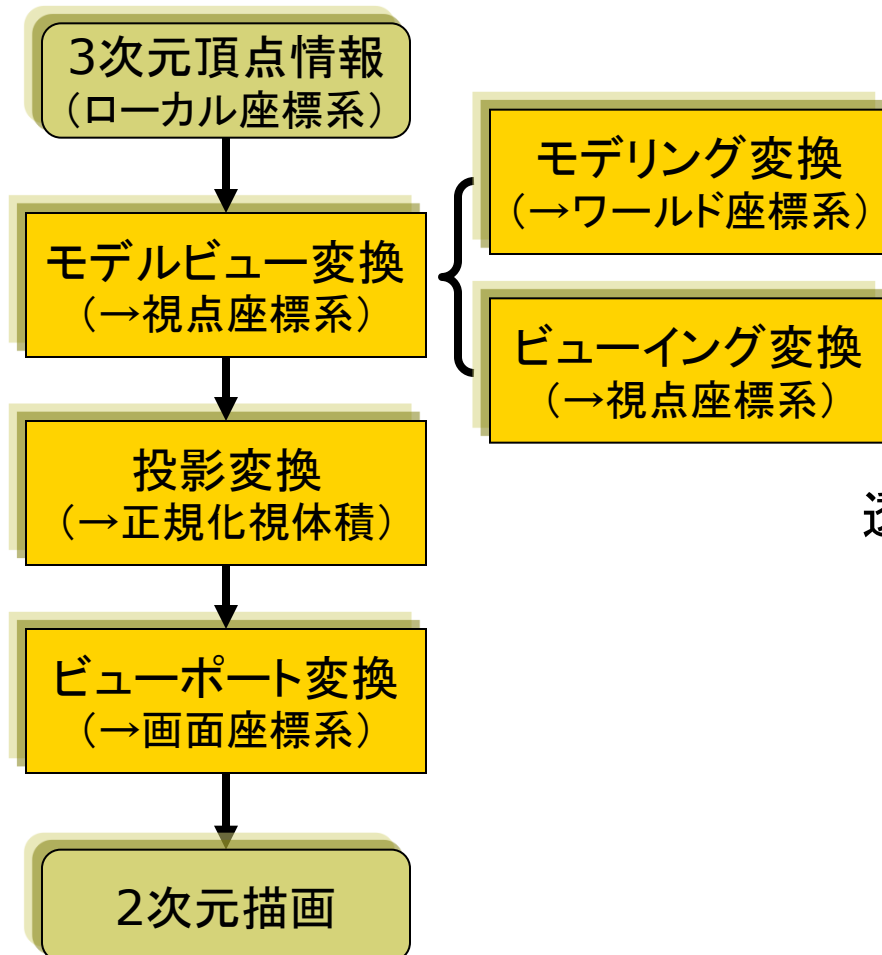 3次元頂点情報
（ローカル座標系）
モデルビュー変換
（→視点座標系）
モデリング変換
（→ワールド座標系）
ビューイング変換
（→視点座標系）
投影変換
（→正規化視体積）
ビューポート変換
（→画面座標系）
2次元描画